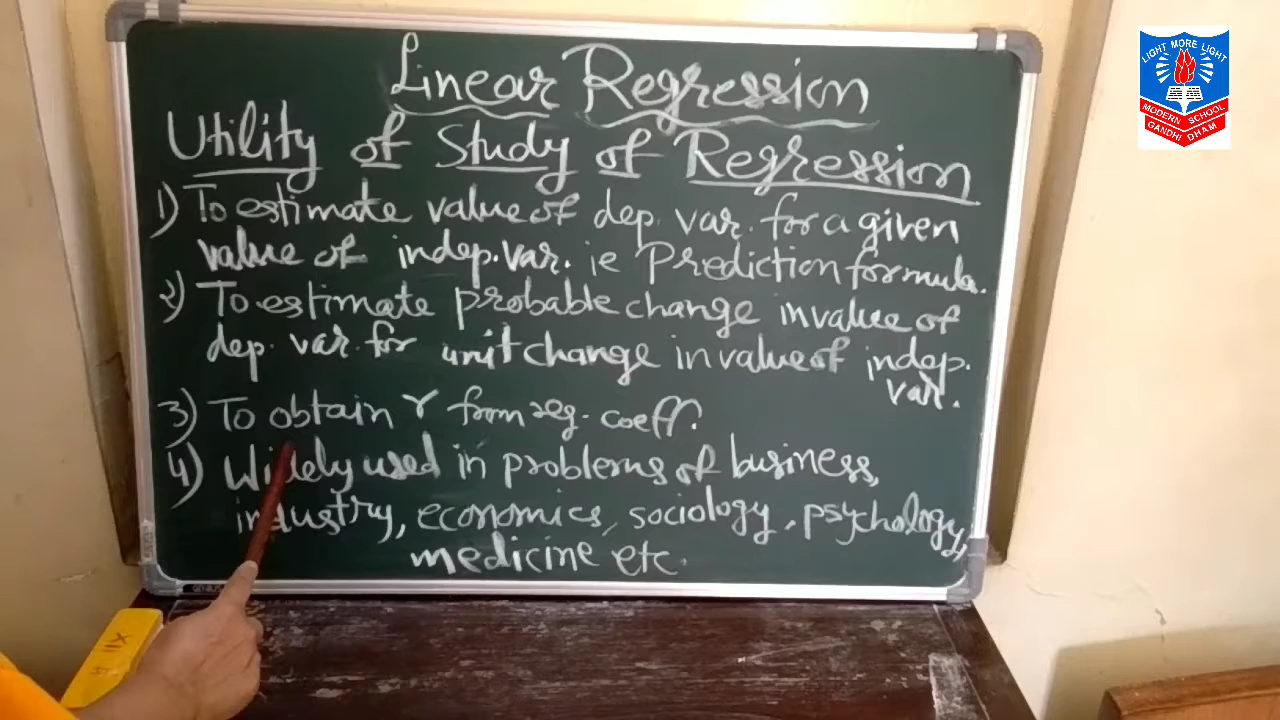 Linear Regression
Utility of Study of Regression
1) To estimate value of dep. var. for a given
value of indep. var. ie Prediction formula.
2) To estimate probable change in value of
dep. var. for unit change in value of indep.
var.
3) To obtain r from reg. coeff.
4) Widely used in problems of business,
industry, economics, sociology, psychology,
medicine etc.
LIGHT MORE LIGHT
MODERN SCHOOL
GANDHI DHAM
XII